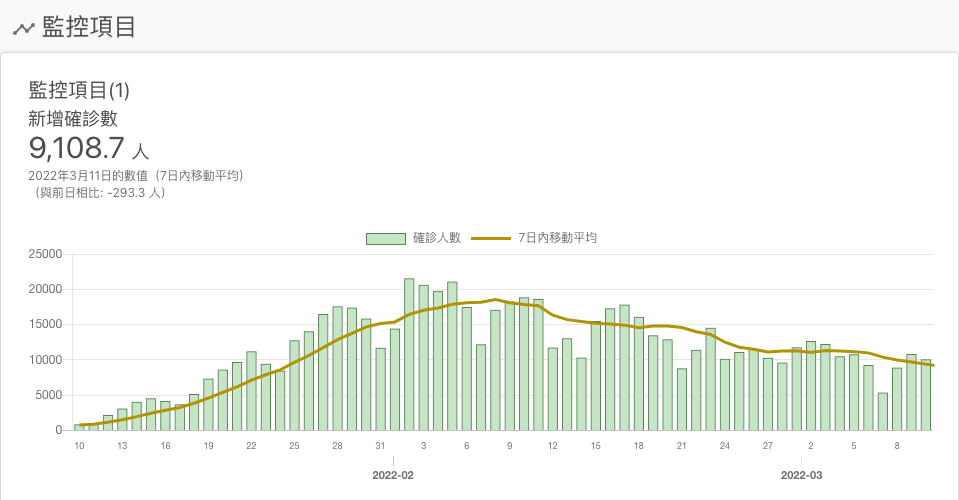 監控項目
監控項目(1)
新增確診數
9,108.7 人
2022年3月11日的數值（7日內移動平均）
（與前日相比: -293.3 人）
確診人數 7日內移動平均
25000
20000
15000
10000
5000
0
10 13 16 19 22 25 28 31 3 6 9 12 15 18 21 24 27 2 5 8
2022-02 2022-03